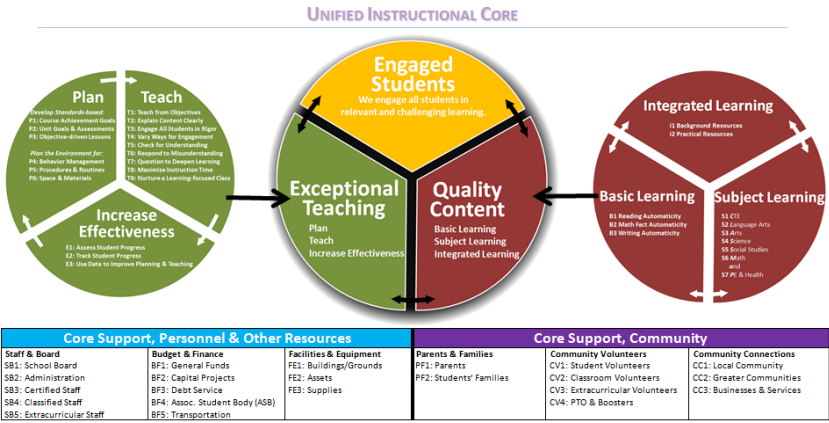 UNIFIED INSTRUCTIONAL CORE
Plan
Develop Standards-based:
P1: Course Achievement Goals
P2: Unit Goals & Assessments
P3: Objective-driven Lessons
Plan the Environment for:
P4: Behavior Management
P5: Procedures & Routines
P6: Space & Materials
Teach
T1: Teach from Objectives
T2: Explain Content Clearly
T3: Engage All Students in Rigor
T4: Vary Ways for Engagement
T5: Check for Understanding
T6: Respond to Misunderstanding
T7: Question to Deepen Learning
T8: Maximize Instruction Time
T9: Nurture a Learning-focused Class
Increase
Effectiveness
E1: Assess Student Progress
E2: Track Student Progress
E3: Use Data to Improve Planning & Teaching
Engaged
Students
We engage all students in
relevant and challenging learning.
Exceptional
Teaching
Plan
Teach
Increase Effectiveness
Quality
Content
Basic Learning
Subject Learning
Integrated Learning
Integrated Learning
I1 Background Resources
I2 Practical Resources
Basic Learning
B1 Reading Automaticity
B2 Math Fact Automaticity
B3 Writing Automaticity
Subject Learning
S1 CTE
S2 Language Arts
S3 Arts
S4 Science
S5 Social Studies
S6 Math
and
S7 PE & Health
Core Support, Personnel & Other Resources
Staff & Board
SB1: School Board
SB2: Administration
SB3: Certified Staff
SB4: Classified Staff
SB5: Extracurricular Staff
Budget & Finance
BF1: General Funds
BF2: Capital Projects
BF3: Debt Service
BF4: Assoc. Student Body (ASB)
BF5: Transportation
Facilities & Equipment
FE1: Buildings/Grounds
FE2: Assets
FE3: Supplies
Core Support, Community
Parents & Families
PF1: Parents
PF2: Students' Families
Community Volunteers
CV1: Student Volunteers
CV2: Classroom Volunteers
CV3: Extracurricular Volunteers
CV4: PTO & Boosters
Community Connections
CC1: Local Community
CC2: Greater Communities
CC3: Businesses & Services